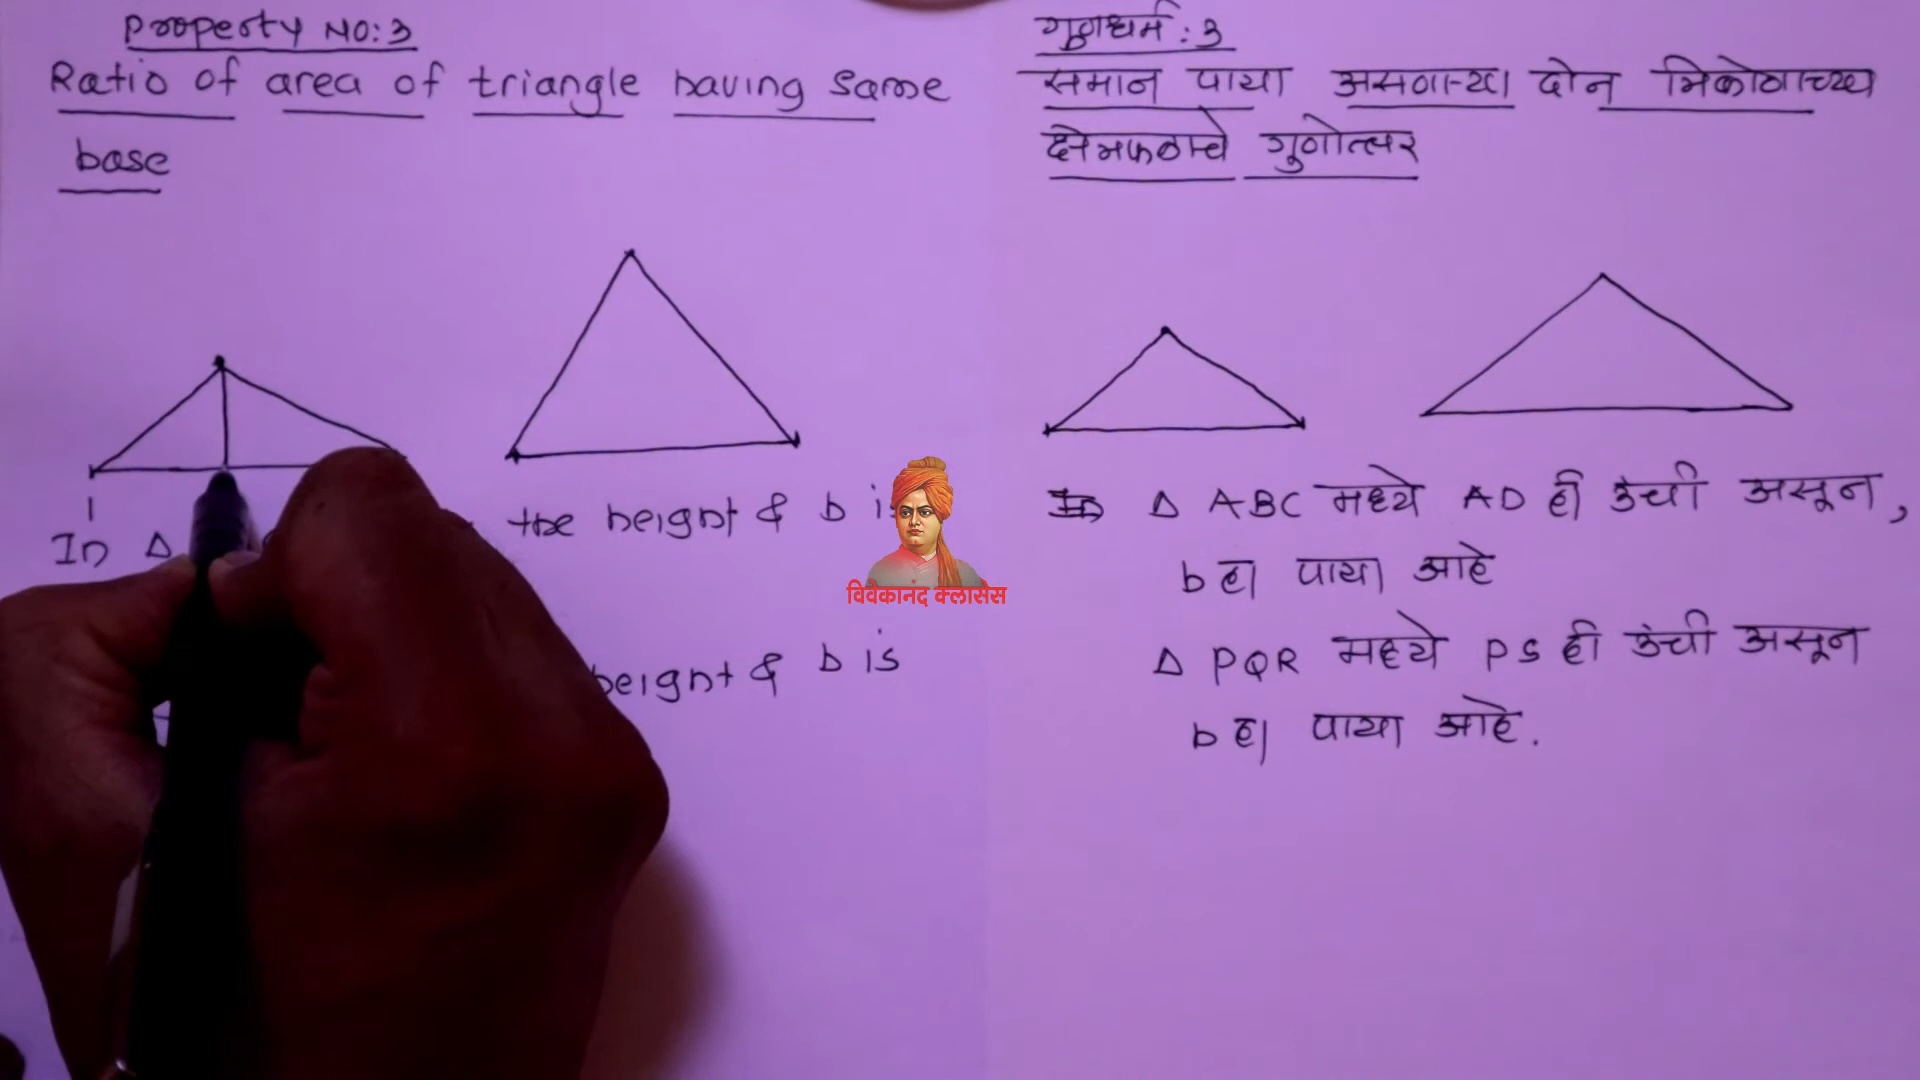 Property NO:3
Ratio of area of triangle having same
base
In Δ the height & b is
height & b is
गुणधर्म : 3
समान पाया असणाऱ्या दोन त्रिकोणाच्या
क्षेत्रफळाचे गुणोत्तर
Δ ABC मध्ये AD ही उंची असून,
b हा पाया आहे
Δ PQR मध्ये PS ही उंची असून
b हा पाया आहे.
विवेकानंद क्लासेस